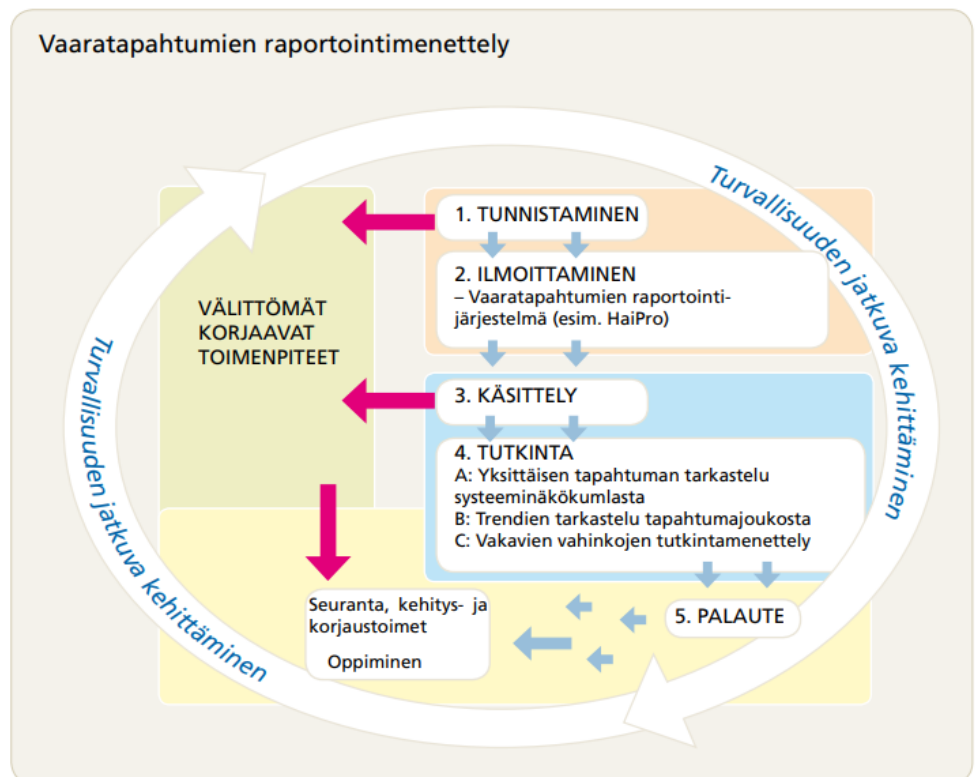 Vaaratapahtumien raportointimenettely
Turvallisuuden jatkuva kehittäminen
1. TUNNISTAMINEN
2. ILMOITTAMINEN
– Vaaratapahtumien raportointi-
järjestelmä (esim. HaiPro)
VÄLITTÖMÄT
KORJAAVAT
TOIMENPITEET
3. KÄSITTELY
4. TUTKINTA
A: Yksittäisen tapahtuman tarkastelu
systeeminäkökumlasta
B: Trendien tarkastelu tapahtumajoukosta
C: Vakavien vahinkojen tutkintamenettely
5. PALAUTE
Seuranta, kehitys- ja
korjaustoimet
Oppiminen
Turvallisuuden jatkuva kehittäminen